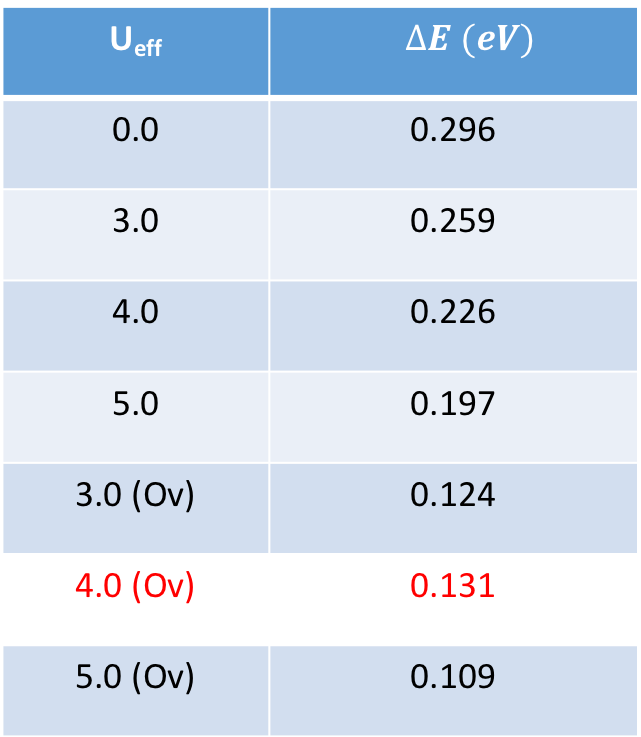 Ueff ΔE (eV)
0.0 0.296
3.0 0.259
4.0 0.226
5.0 0.197
3.0 (Ov) 0.124
4.0 (Ov) 0.131
5.0 (Ov) 0.109